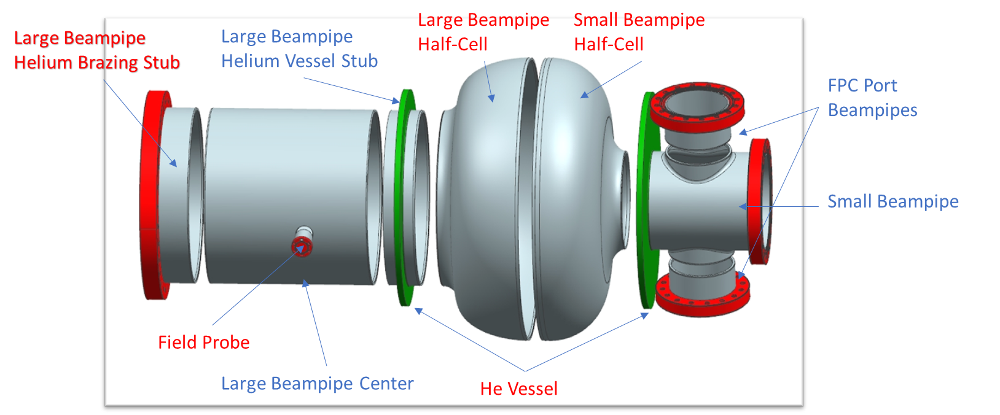 Large Beampipe
Helium Brazing Stub
Large Beampipe
Helium Vessel Stub
Large Beampipe
Half-Cell
Small Beampipe
Half-Cell
FPC Port
Beampipes
Small Beampipe
Field Probe
Large Beampipe Center
He Vessel